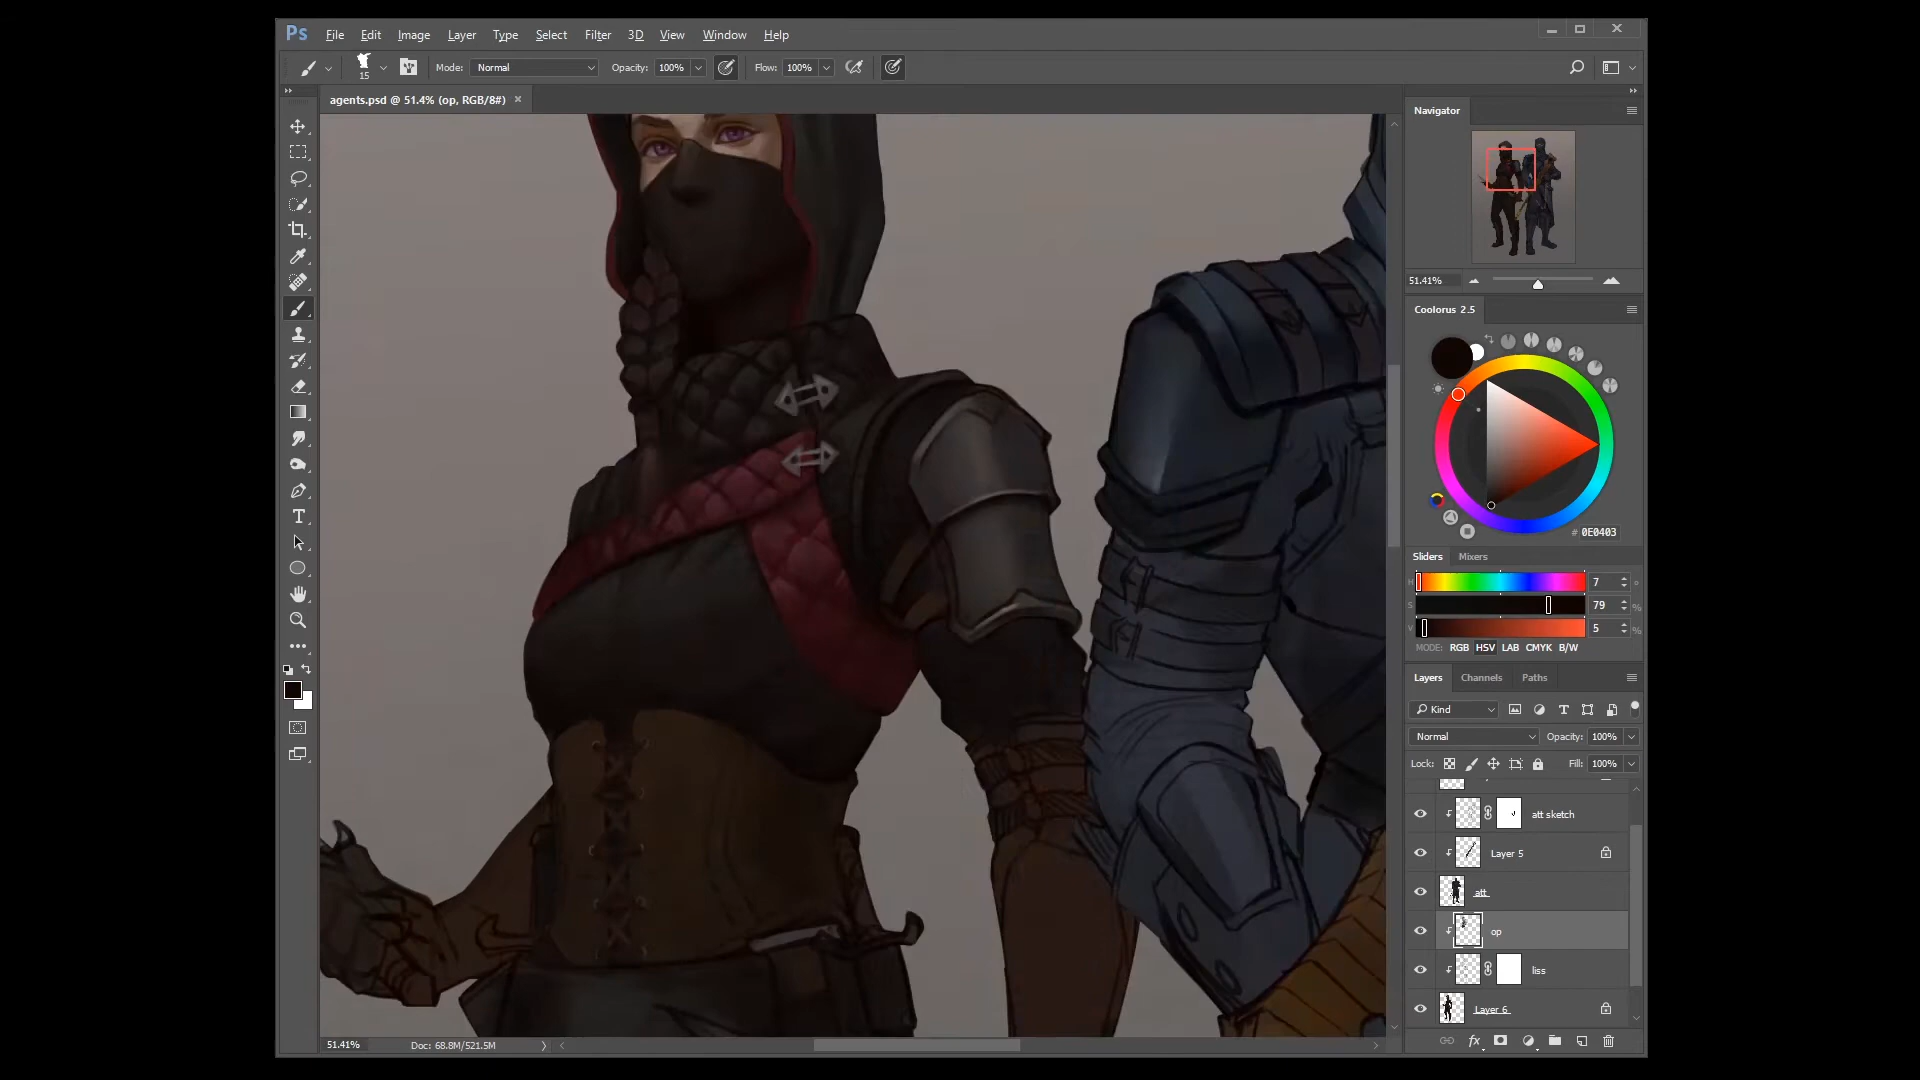 Ps File Edit Image Layer Type Select Filter 3D View Window Help
15 Mode: Normal Opacity: 100% Flow: 100%
agents.psd @ 51.4% (op, RGB/8#) ×
Navigator
51.41%
Coolorus 2.5
# 0E0403
Sliders Mixers
H 7 °
S 79 %
V 5 %
MODE: RGB HSV LAB CMYK B/W
Layers Channels Paths
Kind
Normal Opacity: 100%
Lock: Fill: 100%
att sketch
Layer 5
att
op
liss
Layer 6
fx
51.41% Doc: 68.8M/521.5M